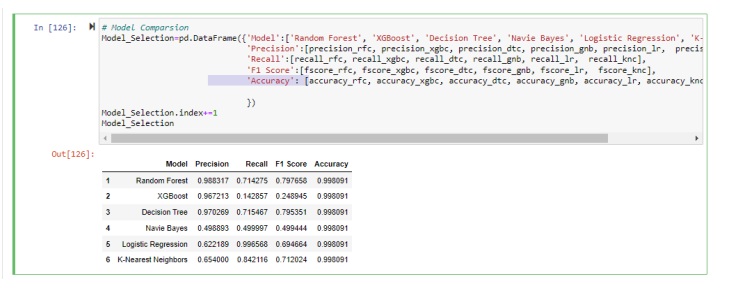 In [126]:
# Model Comparsion
Model_Selection=pd.DataFrame({'Model':['Random Forest', 'XGBoost', 'Decision Tree', 'Navie Bayes', 'Logistic Regression', 'K-
'Precision':[precision_rfc, precision_xgbc, precision_dtc, precision_gnb, precision_lr, precis
'Recall':[recall_rfc, recall_xgbc, recall_dtc, recall_gnb, recall_lr, recall_knc],
'F1 Score':[fscore_rfc, fscore_xgbc, fscore_dtc, fscore_gnb, fscore_lr, fscore_knc],
'Accuracy': [accuracy_rfc, accuracy_xgbc, accuracy_dtc, accuracy_gnb, accuracy_lr, accuracy_knc
})
Model_Selection.index+=1
Model_Selection
Out[126]:
Model Precision Recall F1 Score Accuracy
1 Random Forest 0.988317 0.714275 0.797658 0.998091
2 XGBoost 0.967213 0.142857 0.248945 0.998091
3 Decision Tree 0.970269 0.715467 0.795351 0.998091
4 Navie Bayes 0.498893 0.499997 0.499444 0.998091
5 Logistic Regression 0.622189 0.996568 0.694664 0.998091
6 K-Nearest Neighbors 0.654000 0.842116 0.712024 0.998091